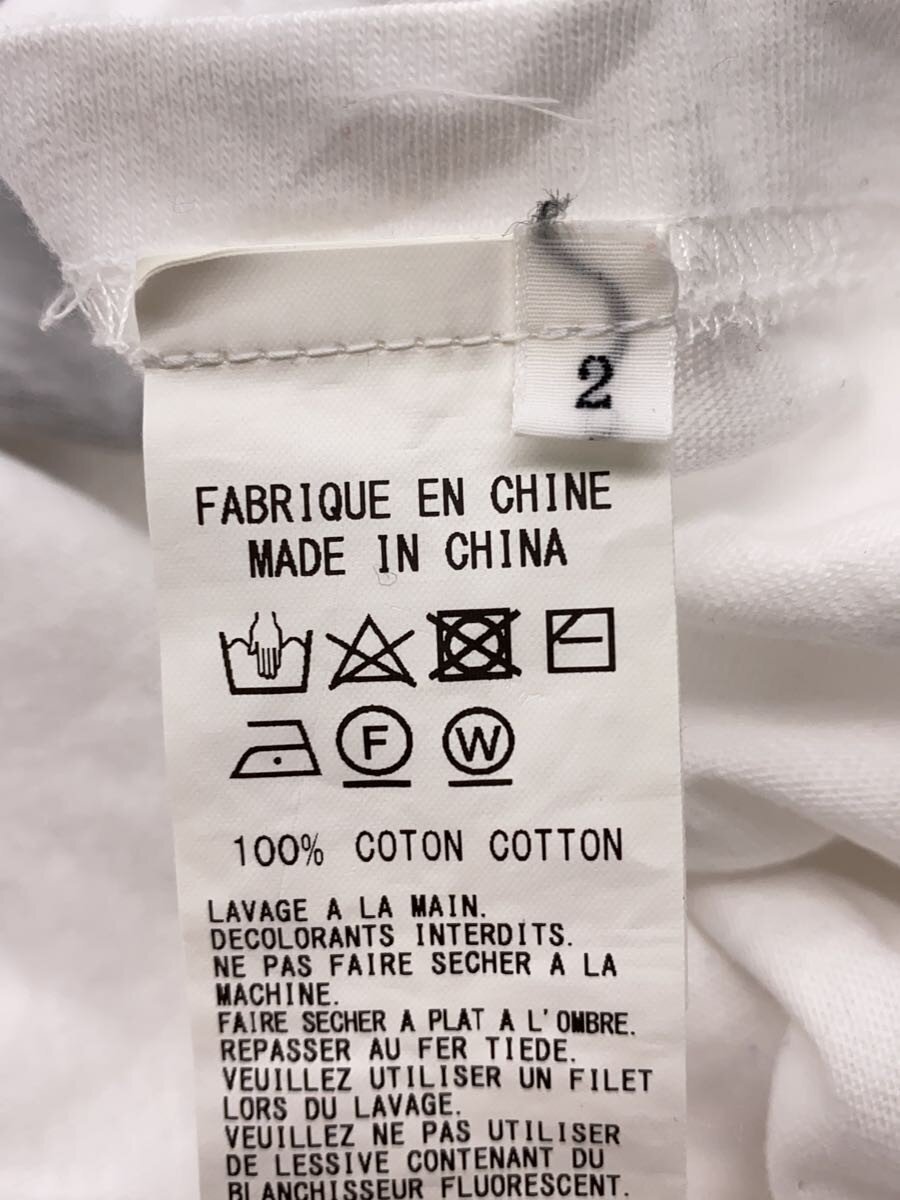 2
FABRIQUE EN CHINE
MADE IN CHINA
F W
100% COTON COTTON
LAVAGE A LA MAIN.
DECOLORANTS INTERDITS.
NE PAS FAIRE SECHER A LA
MACHINE.
FAIRE SECHER A PLAT A L'OMBRE.
REPASSER AU FER TIEDE.
VEUILLEZ UTILISER UN FILET
LORS DU LAVAGE.
VEUILLEZ NE PAS UTILISER
DE LESSIVE CONTENANT DU
BLANCHISSEUR FLUORESCENT.